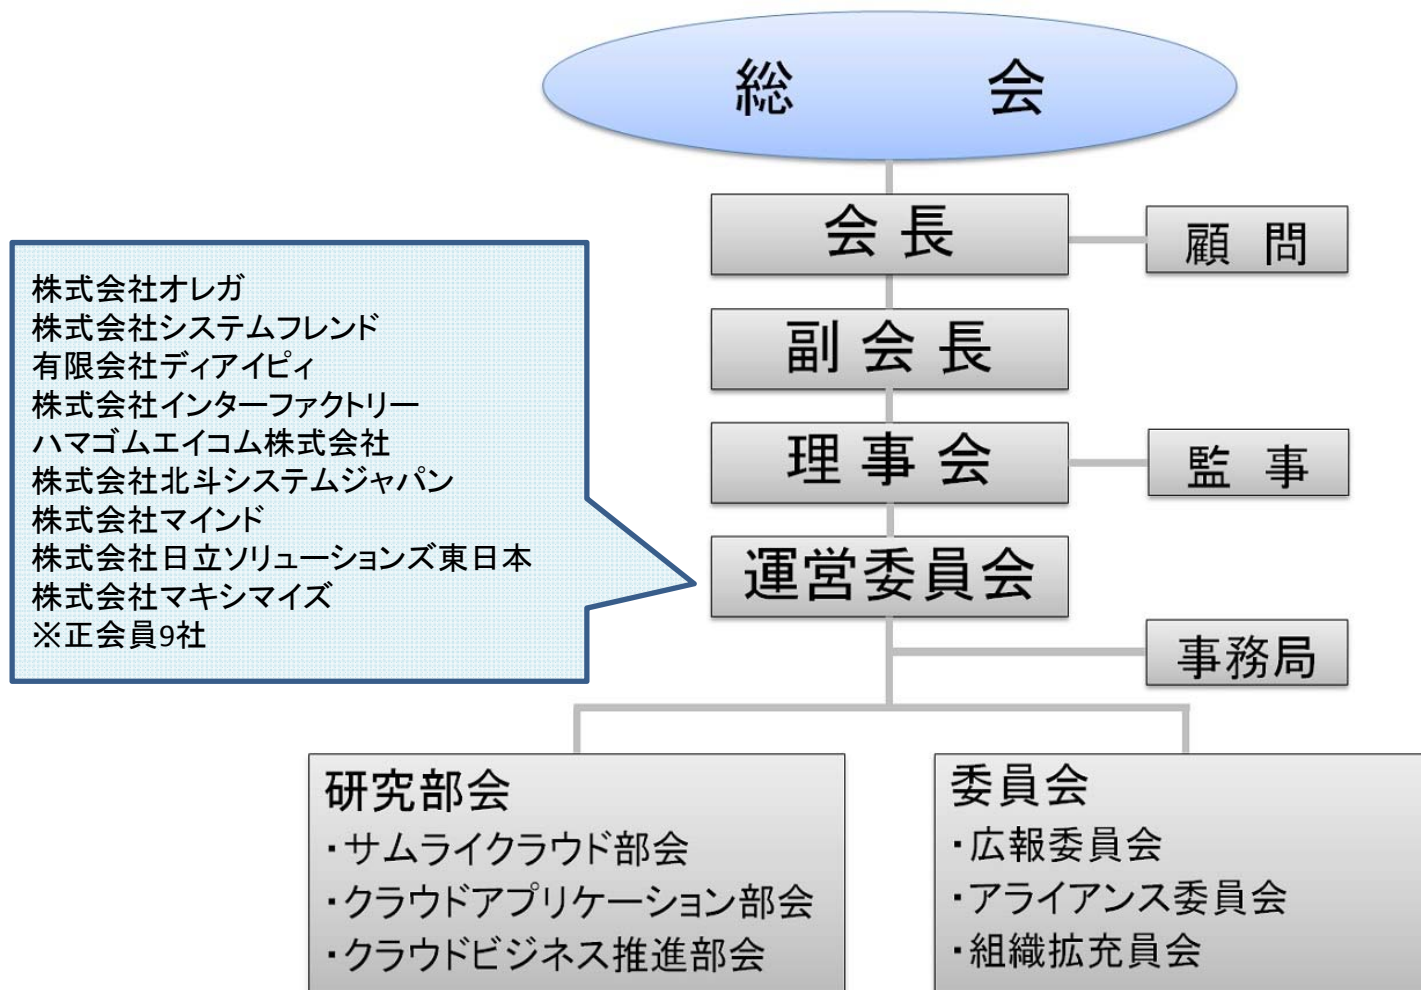 総 会
会 長
顧 問
副 会 長
理 事 会
監 事
運営委員会
事務局
株式会社オレガ
株式会社システムフレンド
有限会社ディアイピィ
株式会社インターファクトリー
ハマゴムエイコム株式会社
株式会社北斗システムジャパン
株式会社マインド
株式会社日立ソリューションズ東日本
株式会社マキシマイズ
※正会員9社
研究部会
・サムライクラウド部会
・クラウドアプリケーション部会
・クラウドビジネス推進部会
委員会
・広報委員会
・アライアンス委員会
・組織拡充員会